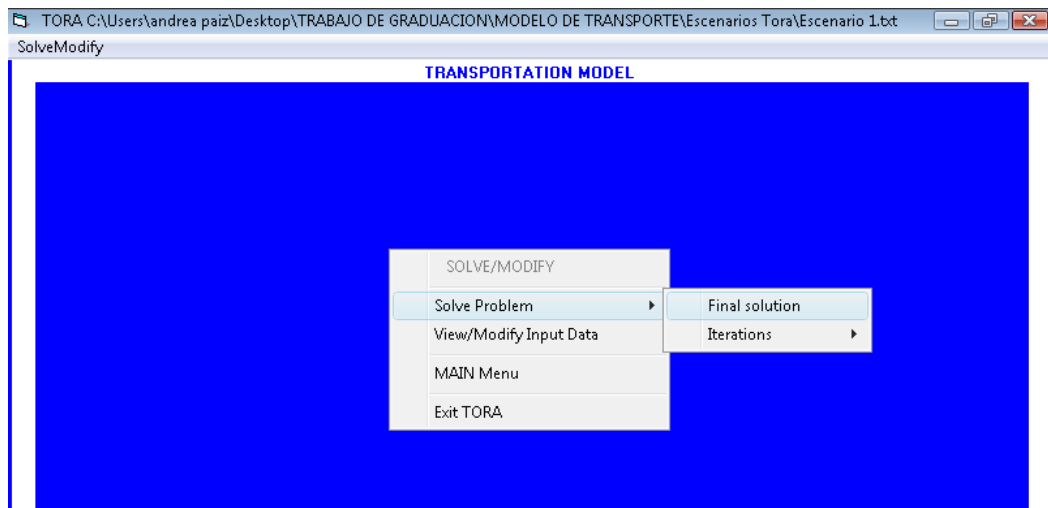 TORA C:\Users\andrea paiz\Desktop\TRABAJO DE GRADUACION\MODELO DE TRANSPORTE\Escenarios Tora\Escenario 1.txt
SolveModify
TRANSPORTATION MODEL
SOLVE/MODIFY
Solve Problem
Final solution
View/Modify Input Data
Iterations
MAIN Menu
Exit TORA